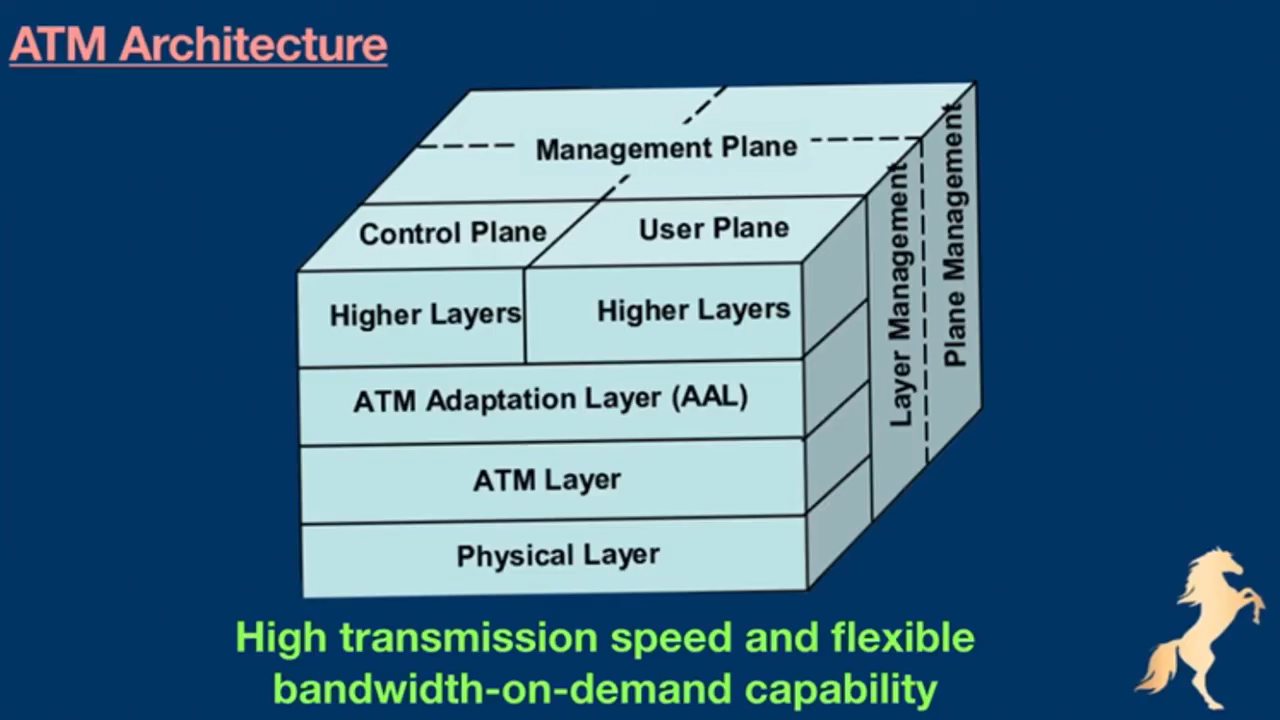 ATM Architecture
Management Plane
Control Plane
User Plane
Higher Layers
Higher Layers
ATM Adaptation Layer (AAL)
ATM Layer
Physical Layer
Layer Management
Plane Management
High transmission speed and flexible
bandwidth-on-demand capability